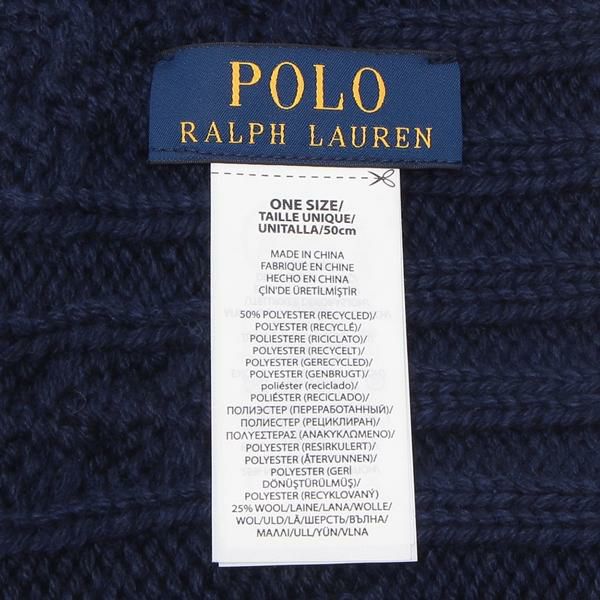 POLO
RALPH LAUREN
ONE SIZE/
TAILLE UNIQUE/
UNITALLA/50cm
MADE IN CHINA
FABRIQUÉ EN CHINE
HECHO EN CHINA
ÇİN'DE ÜRETİLMİŞTİR
50% POLYESTER (RECYCLED)/
POLYESTER (RECYCLÉ)/
POLIESTERE (RICICLATO)/
POLYESTER (RECYCELT)/
POLYESTER (GERECYCLED)/
POLYESTER (GENBRUGT)/
poliéster (reciclado)/
POLIÉSTER (RECICLADO)/
ПОЛИЭСТЕР (ПЕРЕРАБОТАННЫЙ)/
ПОЛИЕСТЕР (РЕЦИКЛИРАН)/
ΠΟΛΥΕΣΤΕΡΑΣ (ΑΝΑΚΥΚΛΩΜΕΝΟ)/
POLYESTER (RESIRKULERT)/
POLYESTER (ÅTERVUNNEN)/
POLYESTER (GERİ
DÖNÜŞTÜRÜLMÜŞ)/
POLYESTER (RECYKLOVANÝ)
25% WOOL/LAINE/LANA/WOLLE/
WOL/ULD/LÃ/ШЕРСТЬ/ВЪЛНА/
ΜΑΛΛΙ/ULL/YÜN/VLNA